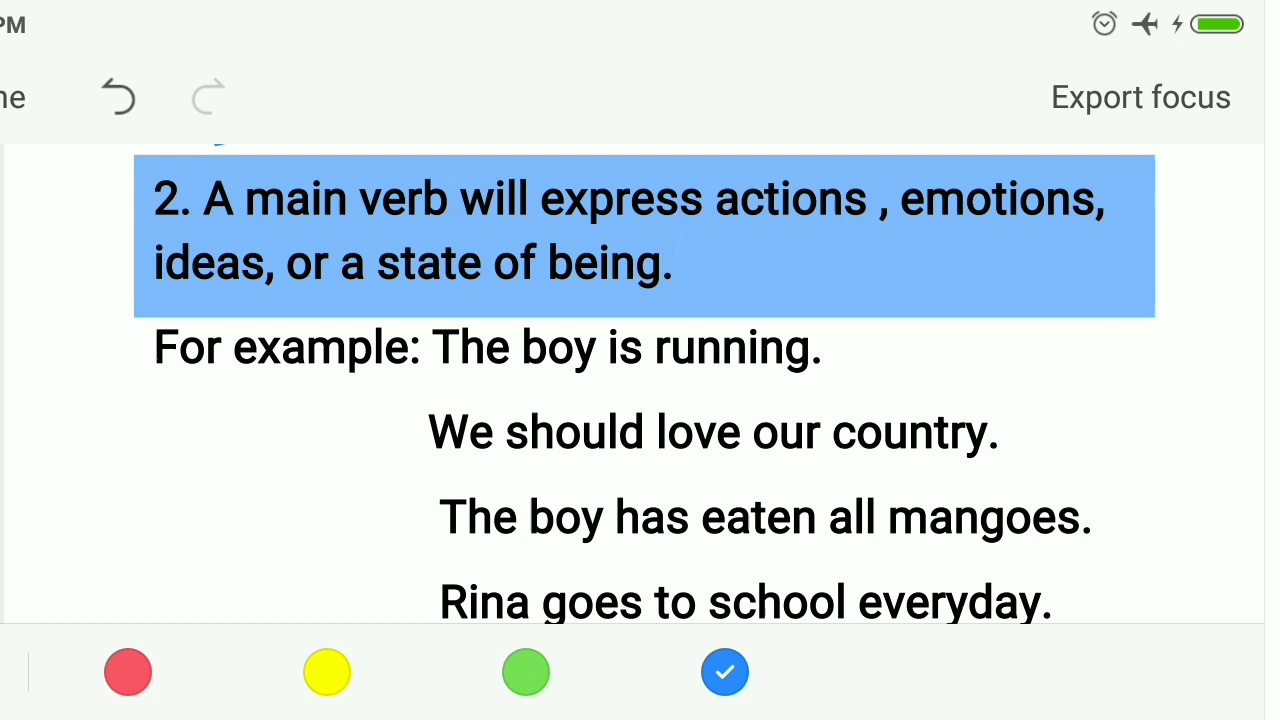 PM
ne
Export focus
2. A main verb will express actions , emotions,
ideas, or a state of being.
For example: The boy is running.
We should love our country.
The boy has eaten all mangoes.
Rina goes to school everyday.